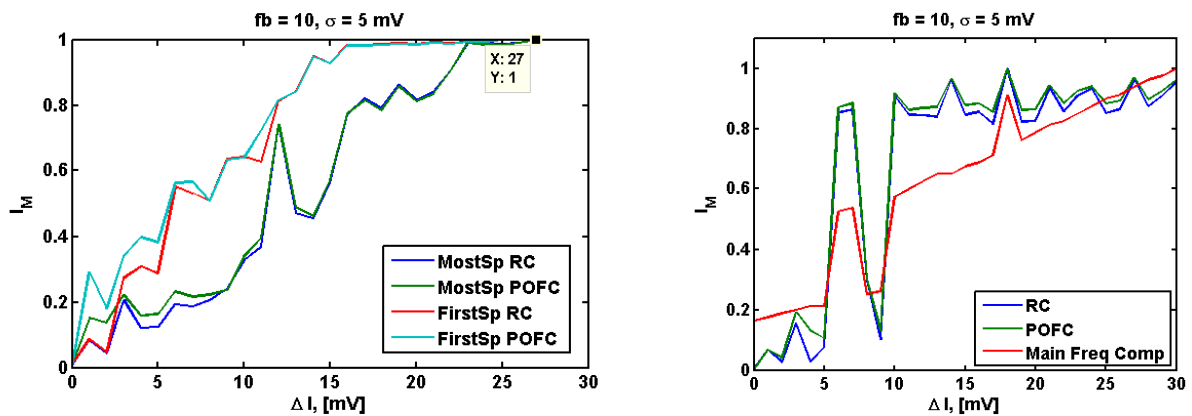 fb = 10, σ = 5 mV
1
0.8
0.6
0.4
0.2
0
I_M
0 5 10 15 20 25 30
Δ I, [mV]
X: 27
Y: 1
MostSp RC
MostSp POFC
FirstSp RC
FirstSp POFC
fb = 10, σ = 5 mV
1
0.8
0.6
0.4
0.2
0
I_M
0 5 10 15 20 25 30
Δ I, [mV]
RC
POFC
Main Freq Comp